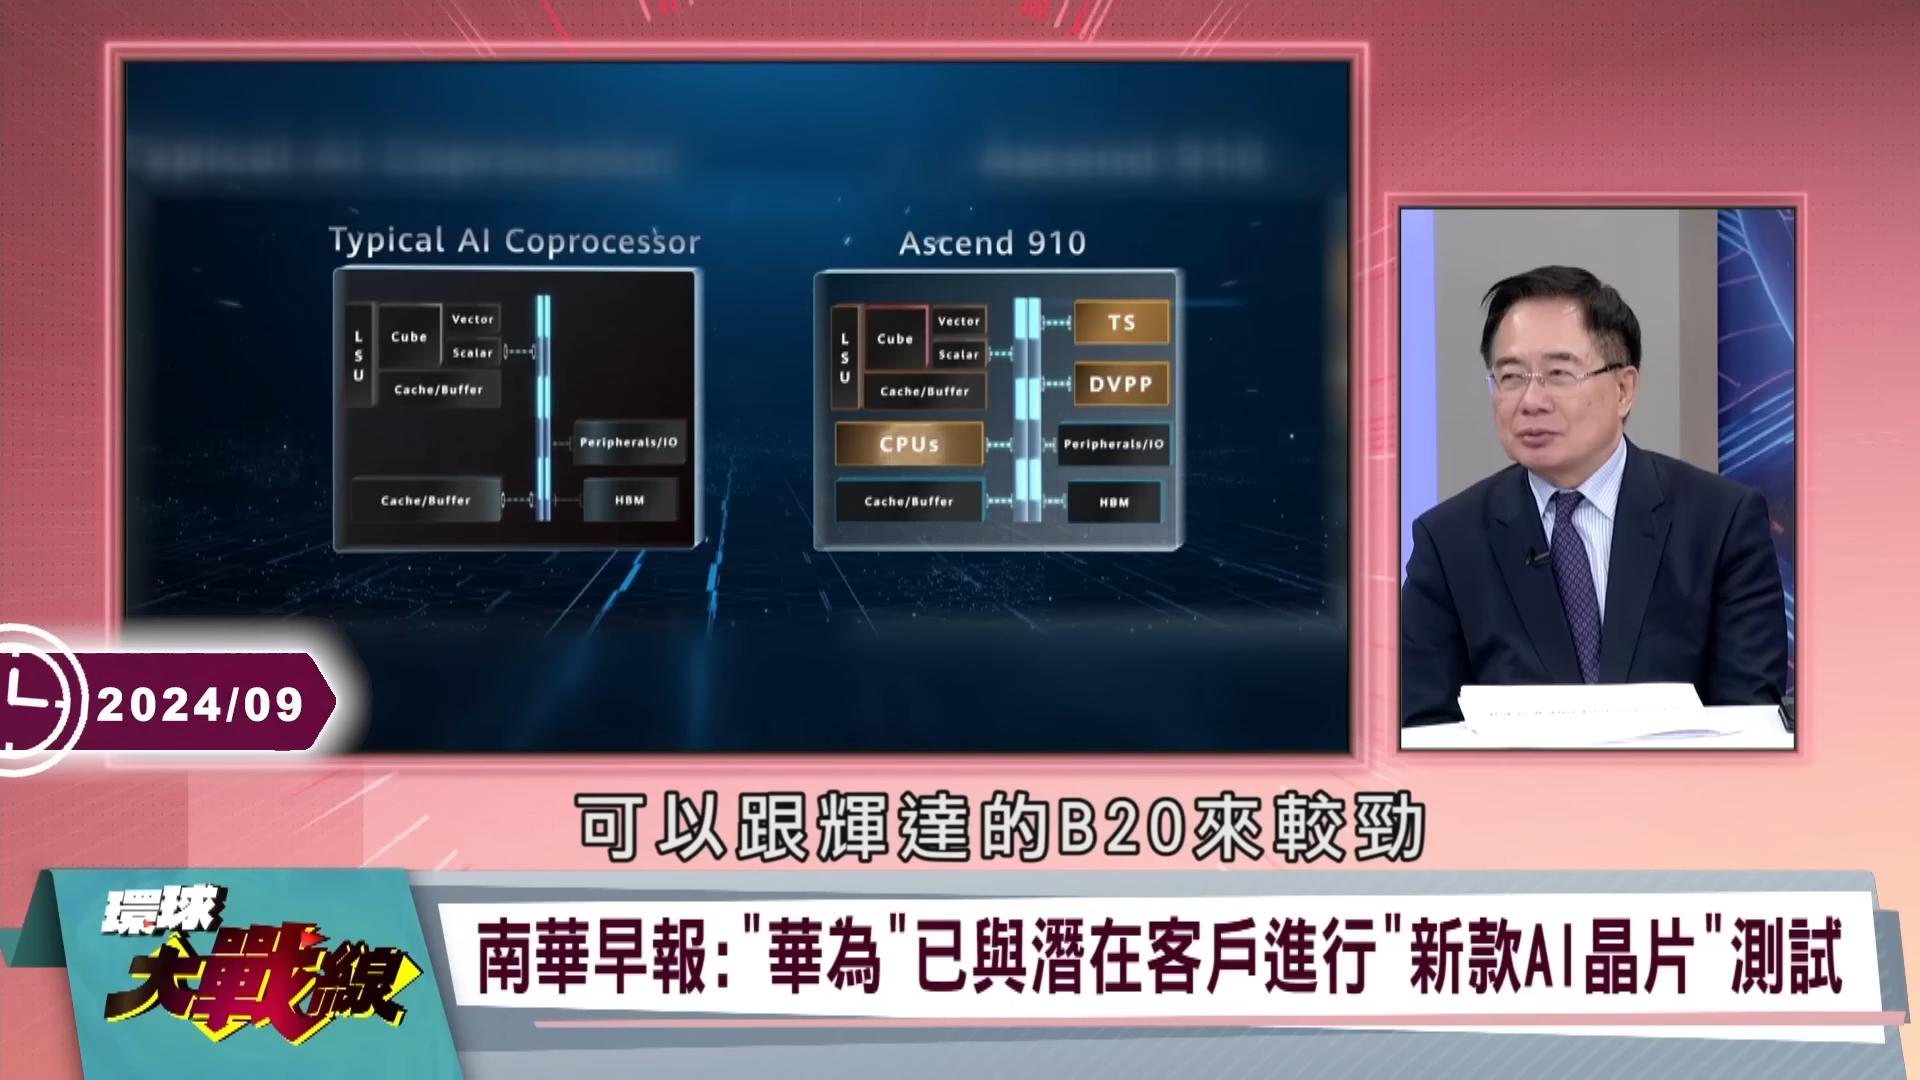 Typical AI Coprocessor
LSU
Cube
Vector
Scalar
Cache/Buffer
Peripherals/IO
Cache/Buffer
HBM
Ascend 910
LSU
Cube
Vector
Scalar
Cache/Buffer
TS
DVPP
CPUs
Peripherals/IO
Cache/Buffer
HBM
2024/09
可以跟輝達的B20來較勁
環球
大戰線
南華早報:"華為"已與潛在客戶進行"新款AI晶片"測試